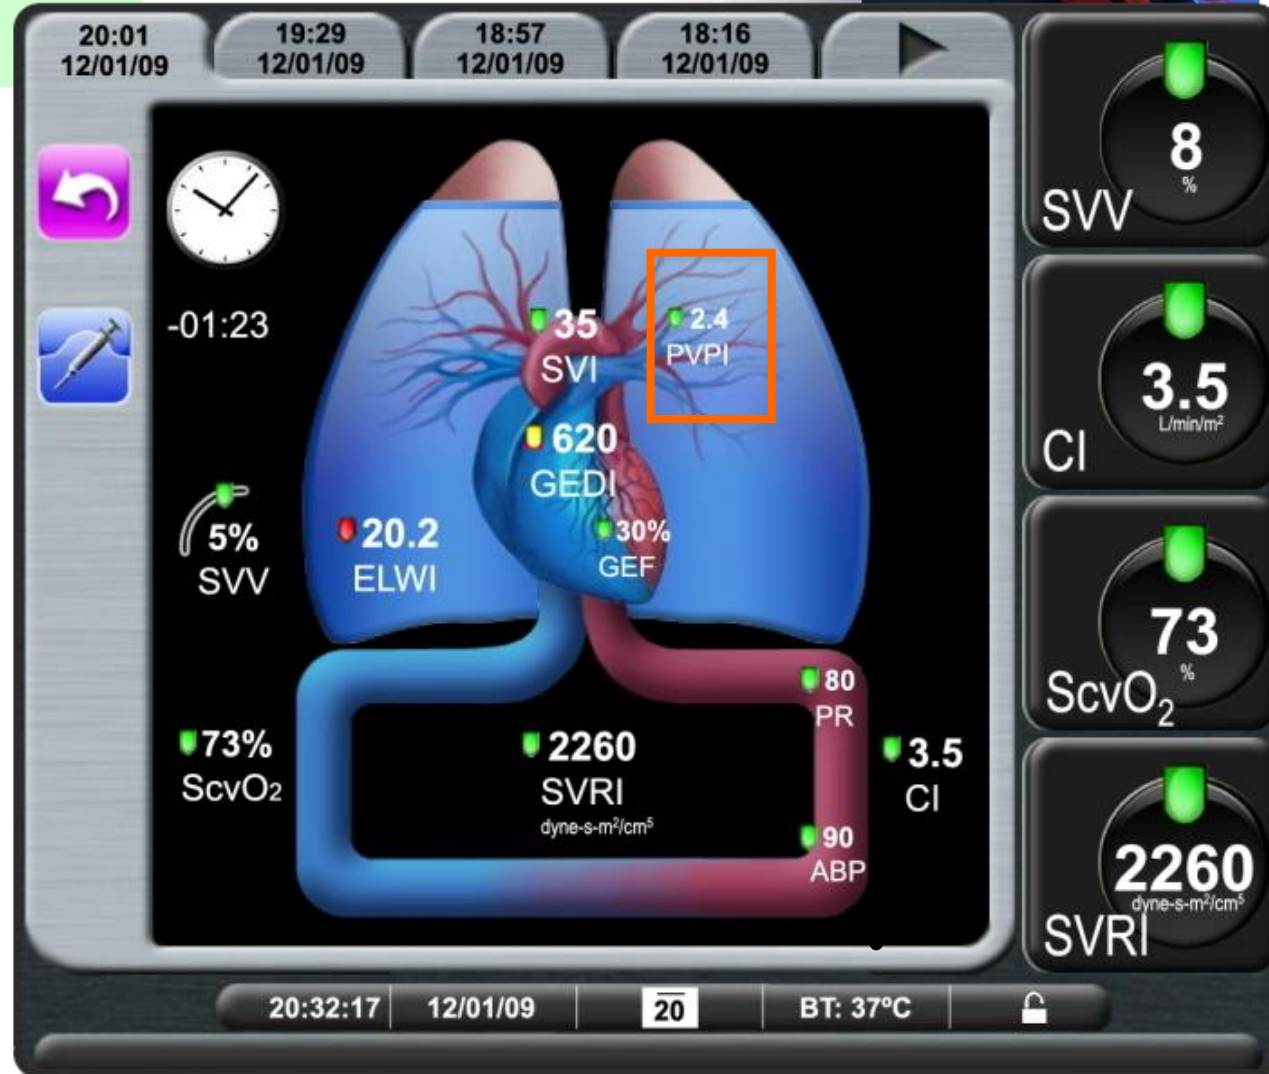 20:01
12/01/09
19:29
12/01/09
18:57
12/01/09
18:16
12/01/09
-01:23
35
SVI
2.4
PVPI
620
GEDI
30%
GEF
5%
SVV
20.2
ELWI
80
PR
73%
ScvO2
2260
SVRI
dyne-s-m²/cm⁵
3.5
CI
90
ABP
8
%
SVV
3.5
L/min/m²
CI
73
%
ScvO₂
2260
dyne-s-m²/cm⁵
SVRI
20:32:17 12/01/09 20 BT: 37ºC